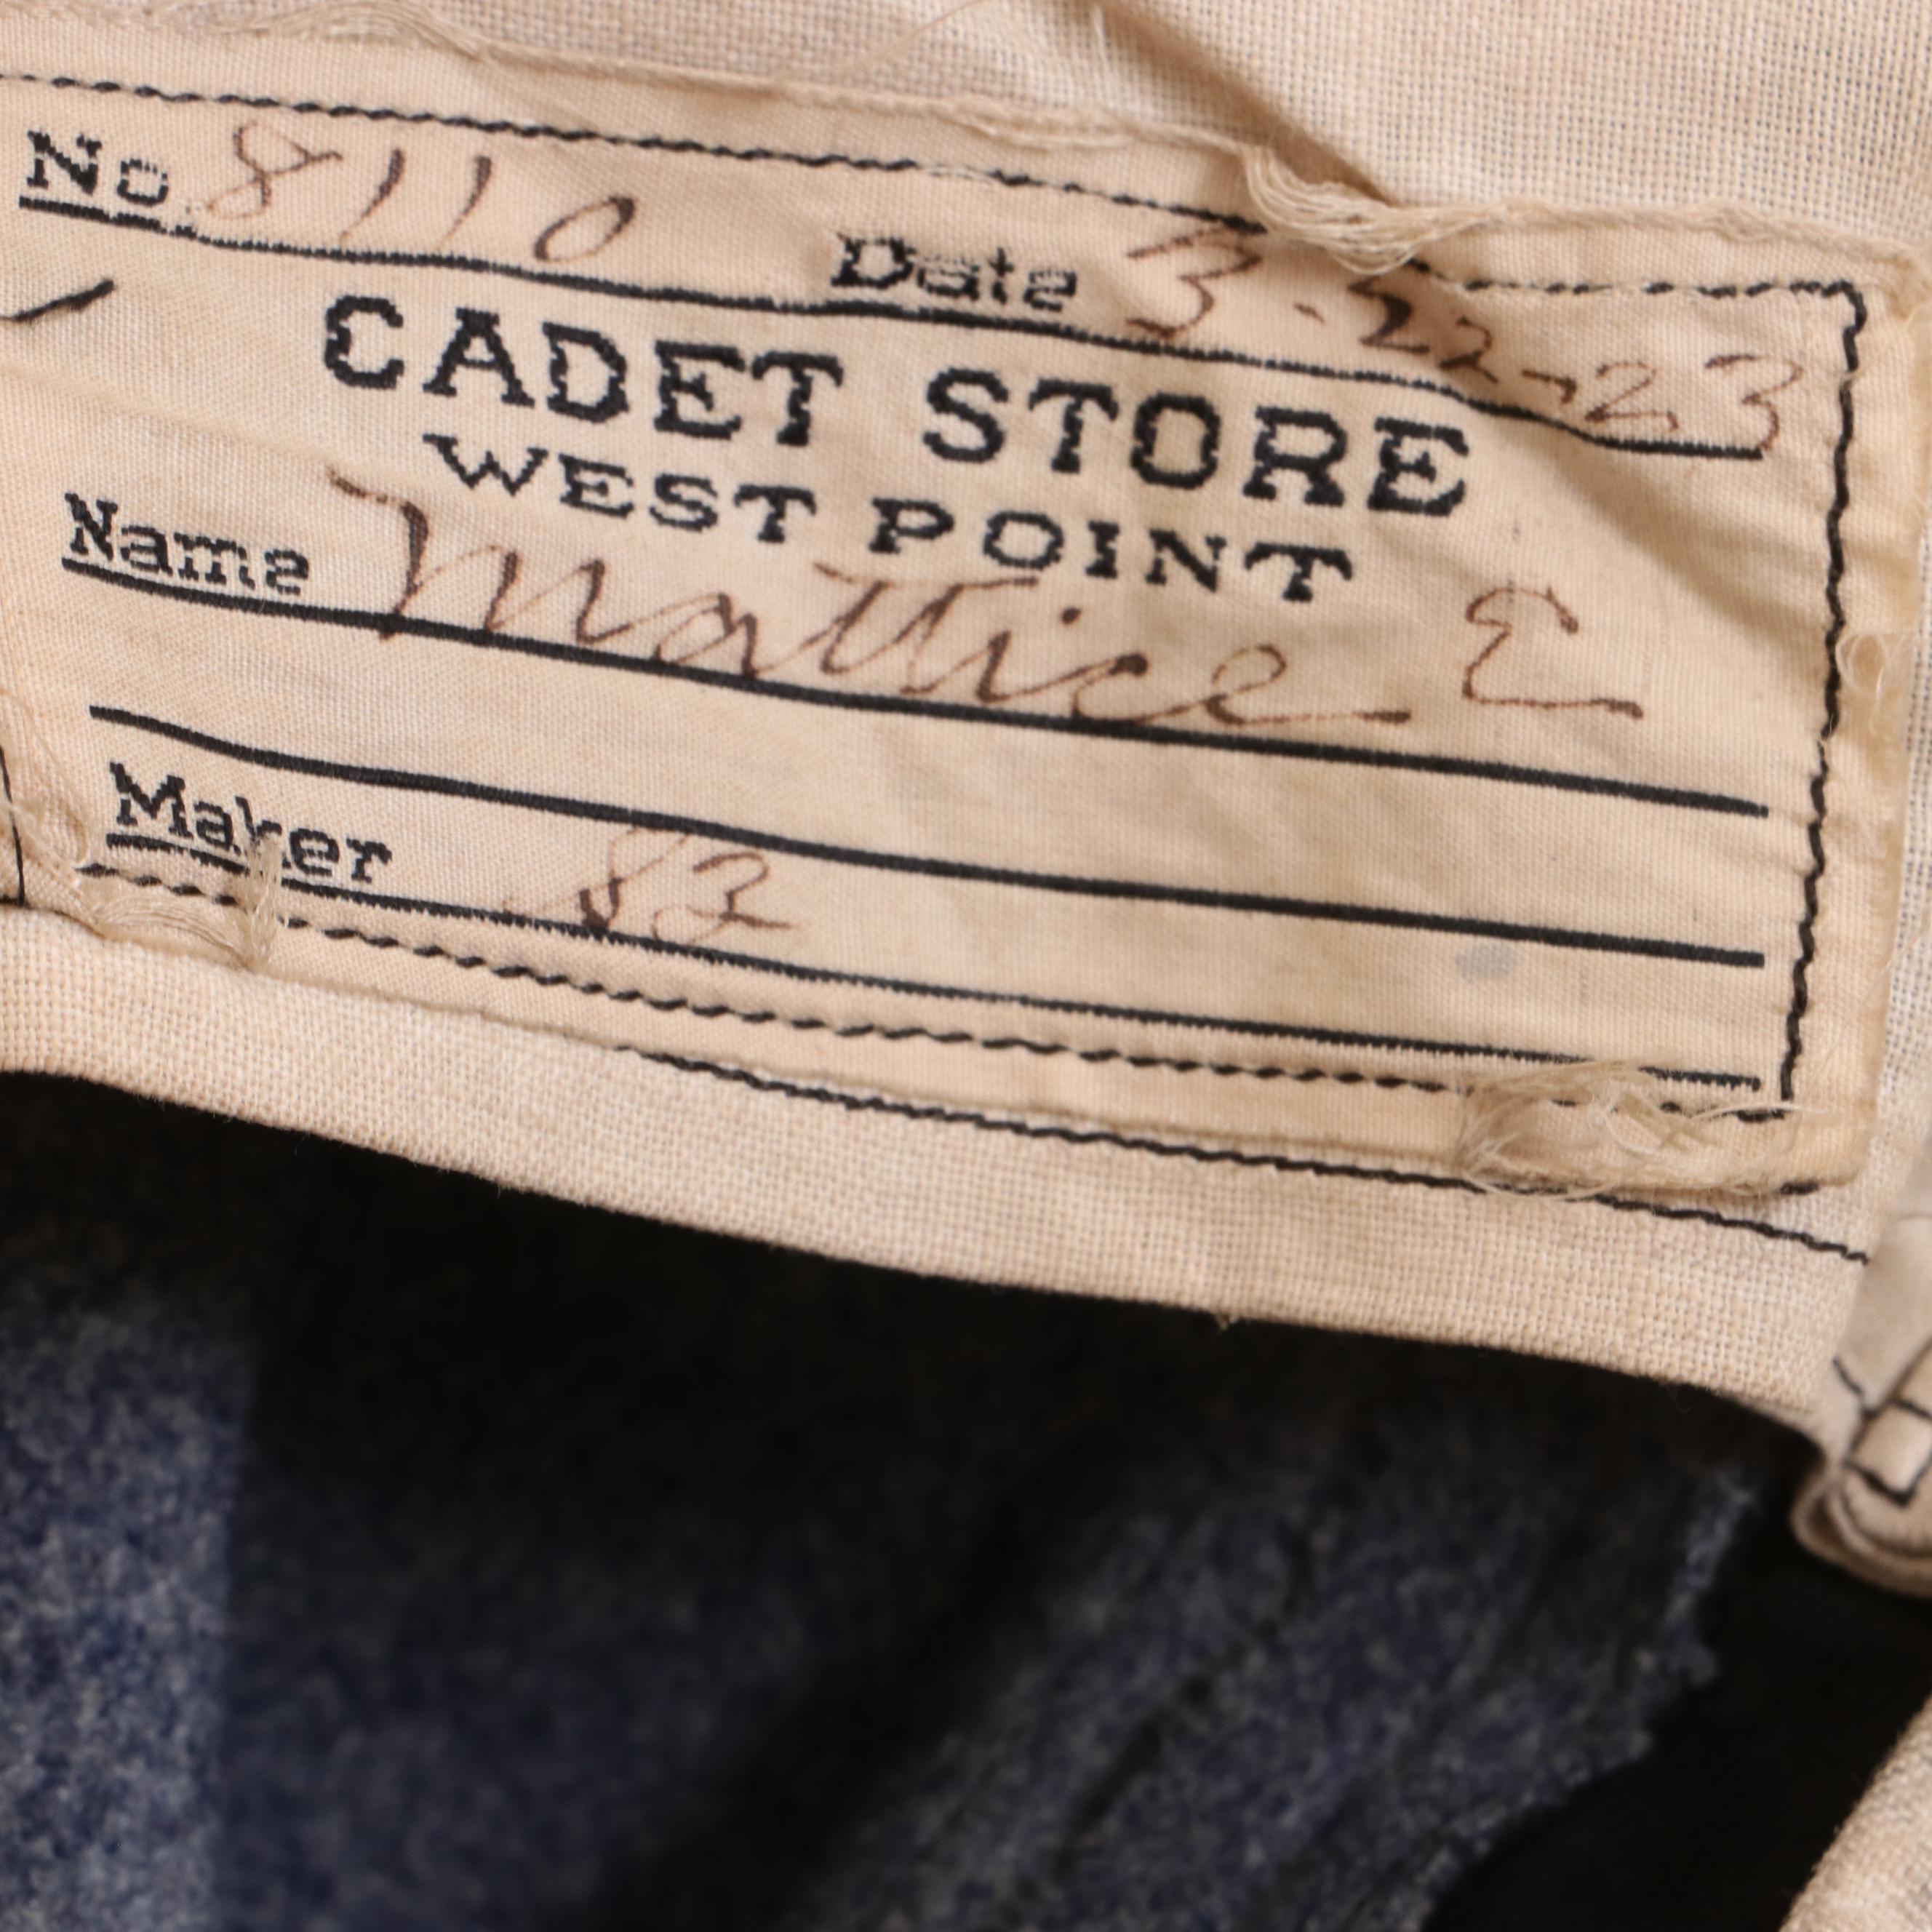 No. 8110 Date 3-22-23
CADET STORE
WEST POINT
Name Mattice E
Maker 83